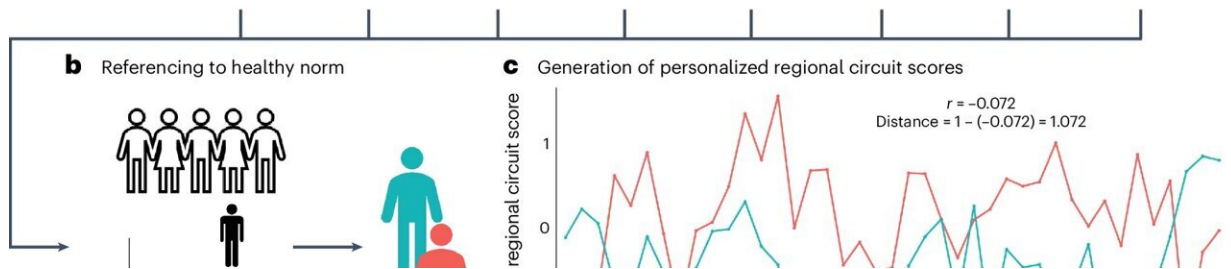 b Referencing to healthy norm
c Generation of personalized regional circuit scores
r = −0.072
Distance = 1 − (−0.072) = 1.072
regional circuit score
1
0